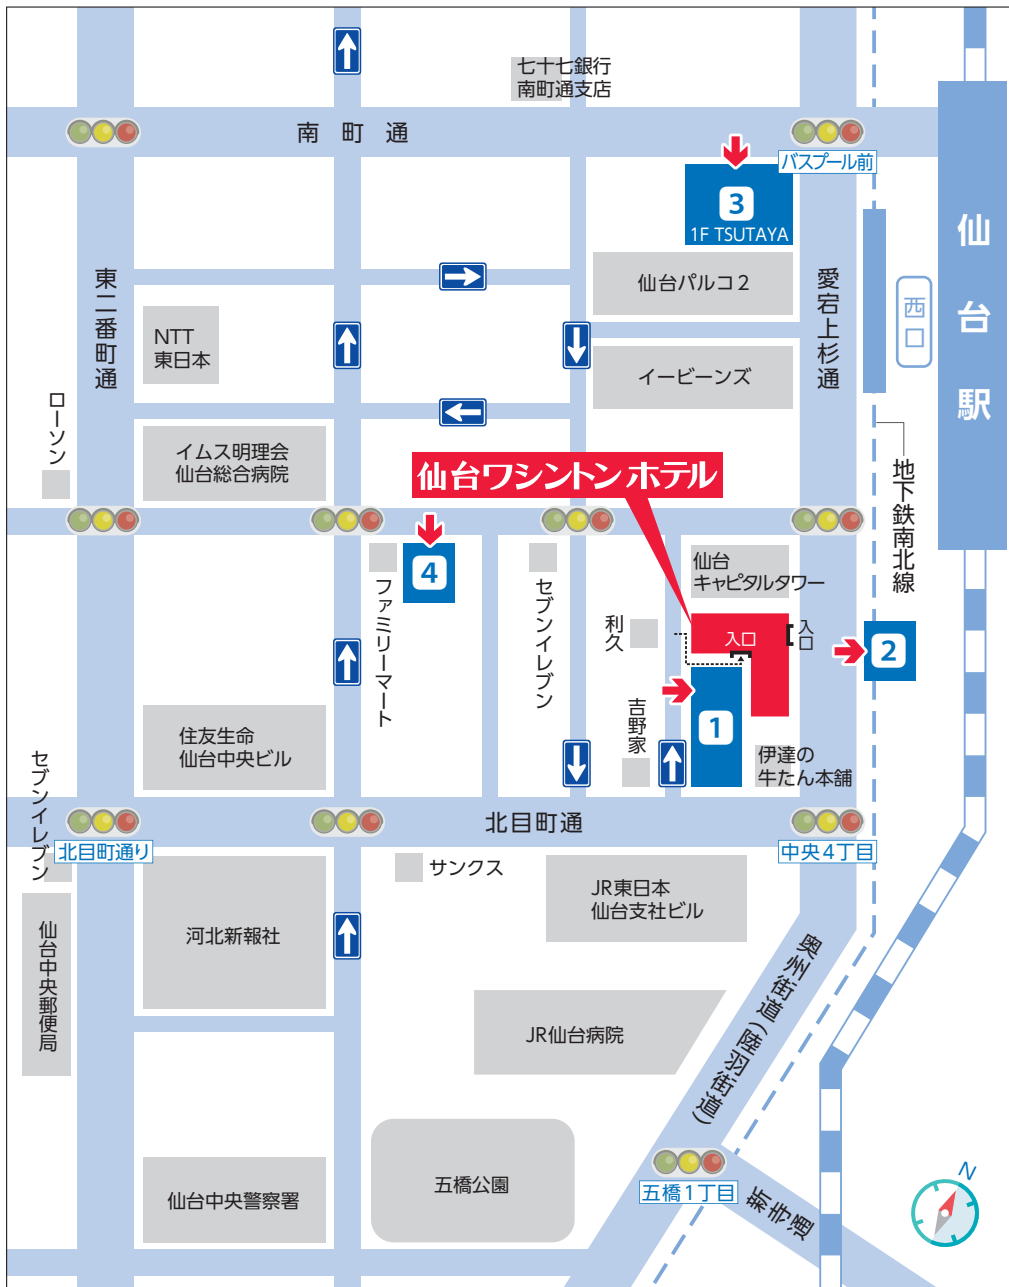 七十七銀行
南町通支店
南町通
バスプール前
3
1F TSUTAYA
仙台駅
西口
東二番町通
愛宕上杉通
仙台パルコ2
NTT
東日本
イービーンズ
ローソン
イムス明理会
仙台総合病院
仙台ワシントンホテル
地下鉄南北線
4
ファミリーマート
セブンイレブン
仙台
キャピタルタワー
利久
入口
入口
2
吉野家
1
住友生命
仙台中央ビル
伊達の
牛たん本舗
セブンイレブン
北目町通
北目町通り
中央4丁目
サンクス
JR東日本
仙台支社ビル
河北新報社
仙台中央郵便局
奥州街道(陸羽街道)
JR仙台病院
五橋公園
仙台中央警察署
五橋1丁目
新寺通
N